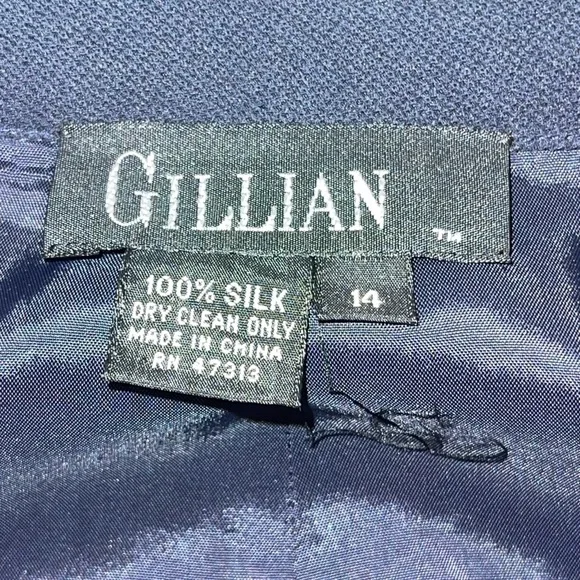 GILLIAN ™
100% SILK
DRY CLEAN ONLY
MADE IN CHINA
RN 47313
14